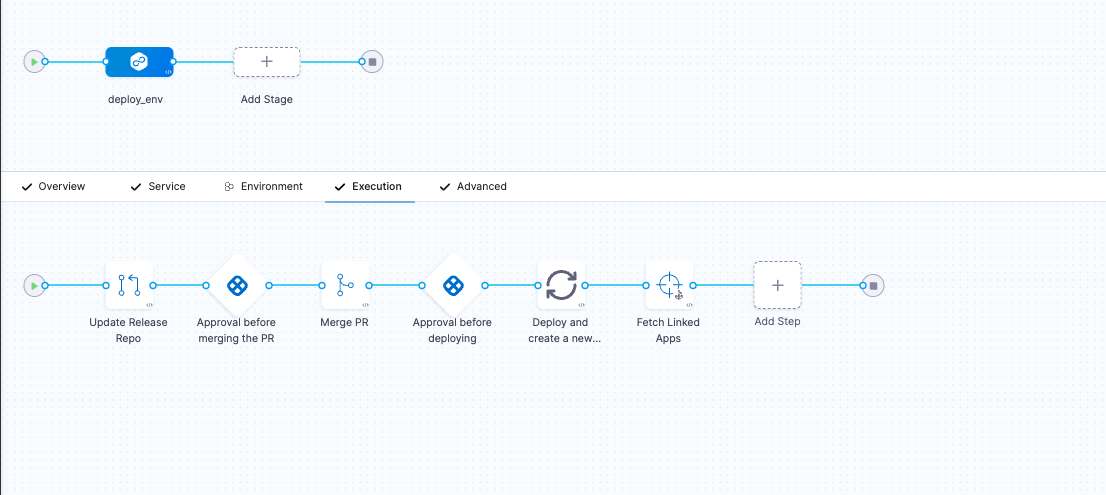 deploy_env
Add Stage
Overview
Service
Environment
Execution
Advanced
Update Release
Repo
Approval before
merging the PR
Merge PR
Approval before
deploying
Deploy and
create a new...
Fetch Linked
Apps
Add Step